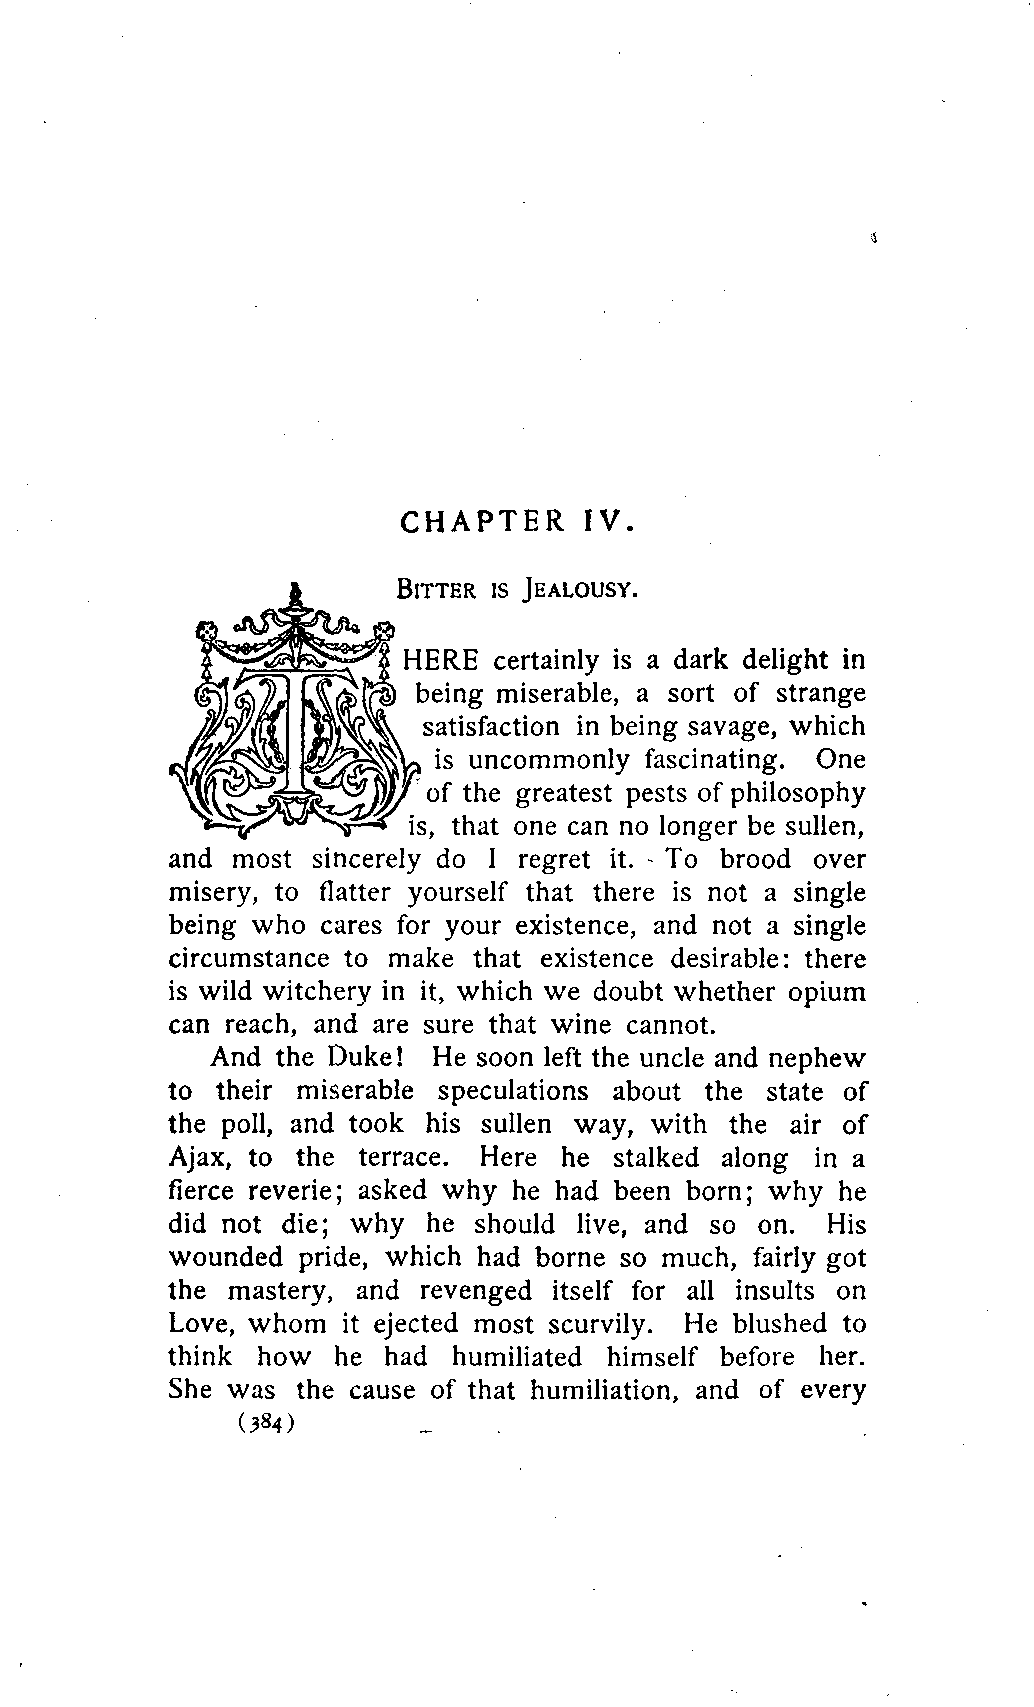 CHAPTER IV.
BITTER IS JEALOUSY.
THERE certainly is a dark delight in
being miserable, a sort of strange
satisfaction in being savage, which
is uncommonly fascinating. One
of the greatest pests of philosophy
is, that one can no longer be sullen,
and most sincerely do I regret it. To brood over
misery, to flatter yourself that there is not a single
being who cares for your existence, and not a single
circumstance to make that existence desirable: there
is wild witchery in it, which we doubt whether opium
can reach, and are sure that wine cannot.
And the Duke! He soon left the uncle and nephew
to their miserable speculations about the state of
the poll, and took his sullen way, with the air of
Ajax, to the terrace. Here he stalked along in a
fierce reverie; asked why he had been born; why he
did not die; why he should live, and so on. His
wounded pride, which had borne so much, fairly got
the mastery, and revenged itself for all insults on
Love, whom it ejected most scurvily. He blushed to
think how he had humiliated himself before her.
She was the cause of that humiliation, and of every
(384)